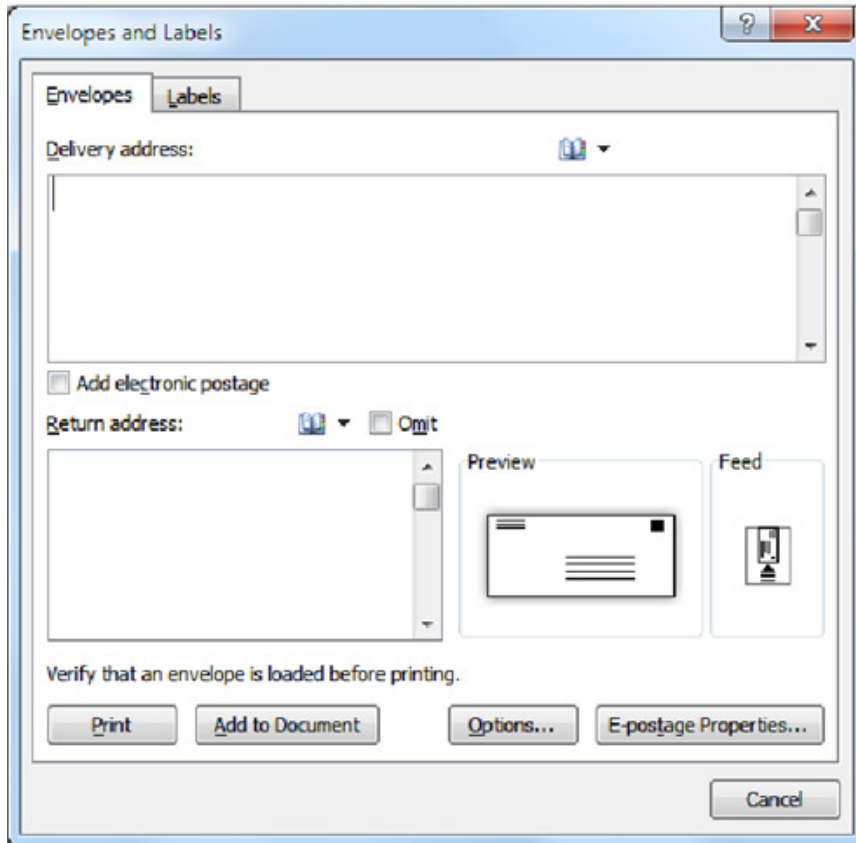 Envelopes and Labels
Envelopes Labels
Delivery address:
Add electronic postage
Return address: Omit
Preview Feed
Verify that an envelope is loaded before printing.
Print Add to Document Options... E-postage Properties...
Cancel